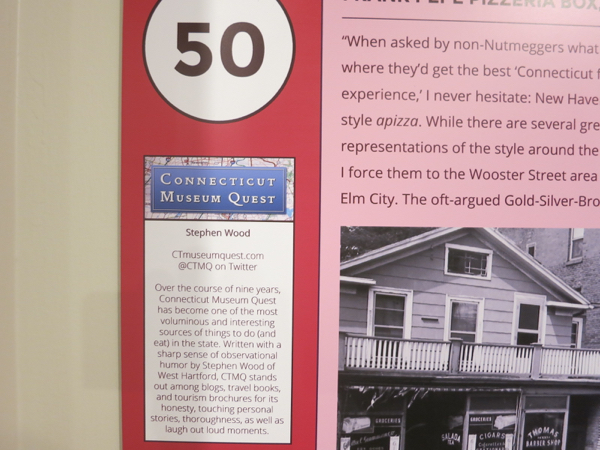 50
CONNECTICUT
MUSEUM QUEST
Stephen Wood
CTmuseumquest.com
@CTMQ on Twitter
Over the course of nine years,
Connecticut Museum Quest
has become one of the most
voluminous and interesting
sources of things to do (and
eat) in the state. Written with a
sharp sense of observational
humor by Stephen Wood of
West Hartford, CTMQ stands
out among blogs, travel books,
and tourism brochures for its
honesty, touching personal
stories, thoroughness, as well as
laugh out loud moments.
FRANK PEPE PIZZERIA BOX,
“When asked by non-Nutmeggers what
where they’d get the best ‘Connecticut f
experience,’ I never hesitate: New Have
style apizza. While there are several gre
representations of the style around the
I force them to the Wooster Street area
Elm City. The oft-argued Gold-Silver-Bro
GROCERIES
GROCERIES
SALADA
TEA
CIGARS
THOMAS
BARBER SHOP